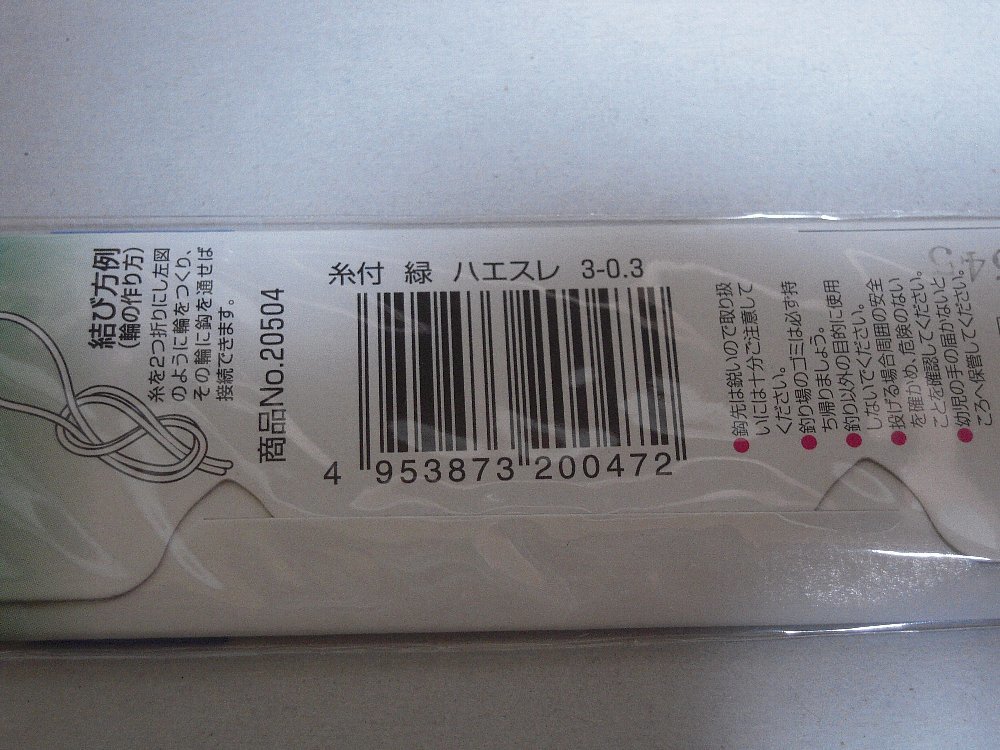 糸付 緑 ハエスレ 3-0.3
4 953873 200472
商品No.20504
結び方例
(輪の作り方)
糸を2つ折りにし左図
のように輪をつくり、
その輪に鈎を通せば
接続できます。
●鈎先は鋭いので取り扱
いには十分ご注意して
ください。
●釣り場のゴミは必ず持
ち帰りましょう。
●釣り以外の目的に使用
しないでください。
●投げる場合周囲の安全
を確かめ、危険のない
ことを確認してください。
●幼児の手の届かないと
ころへ保管してください。